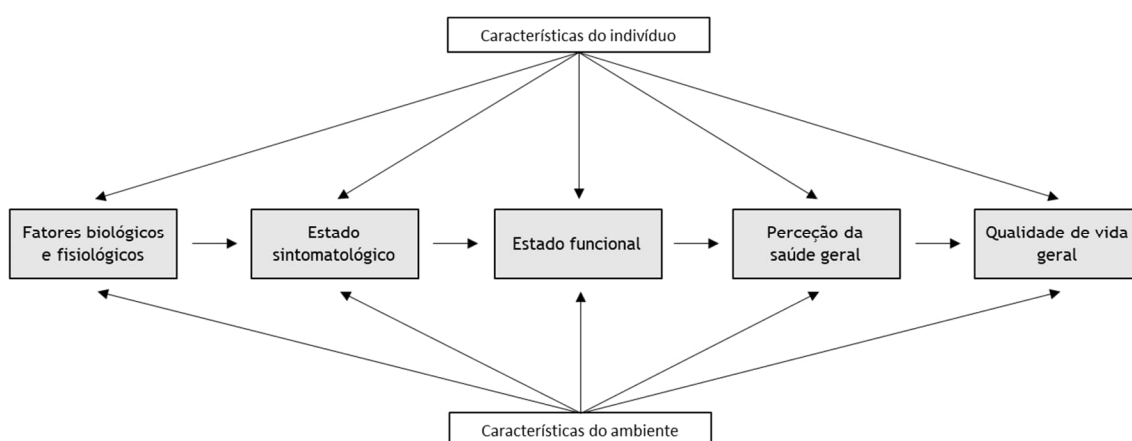 Características do indivíduo
Fatores biológicos
e fisiológicos
Estado
sintomatológico
Estado funcional
Perceção da
saúde geral
Qualidade de vida
geral
Características do ambiente